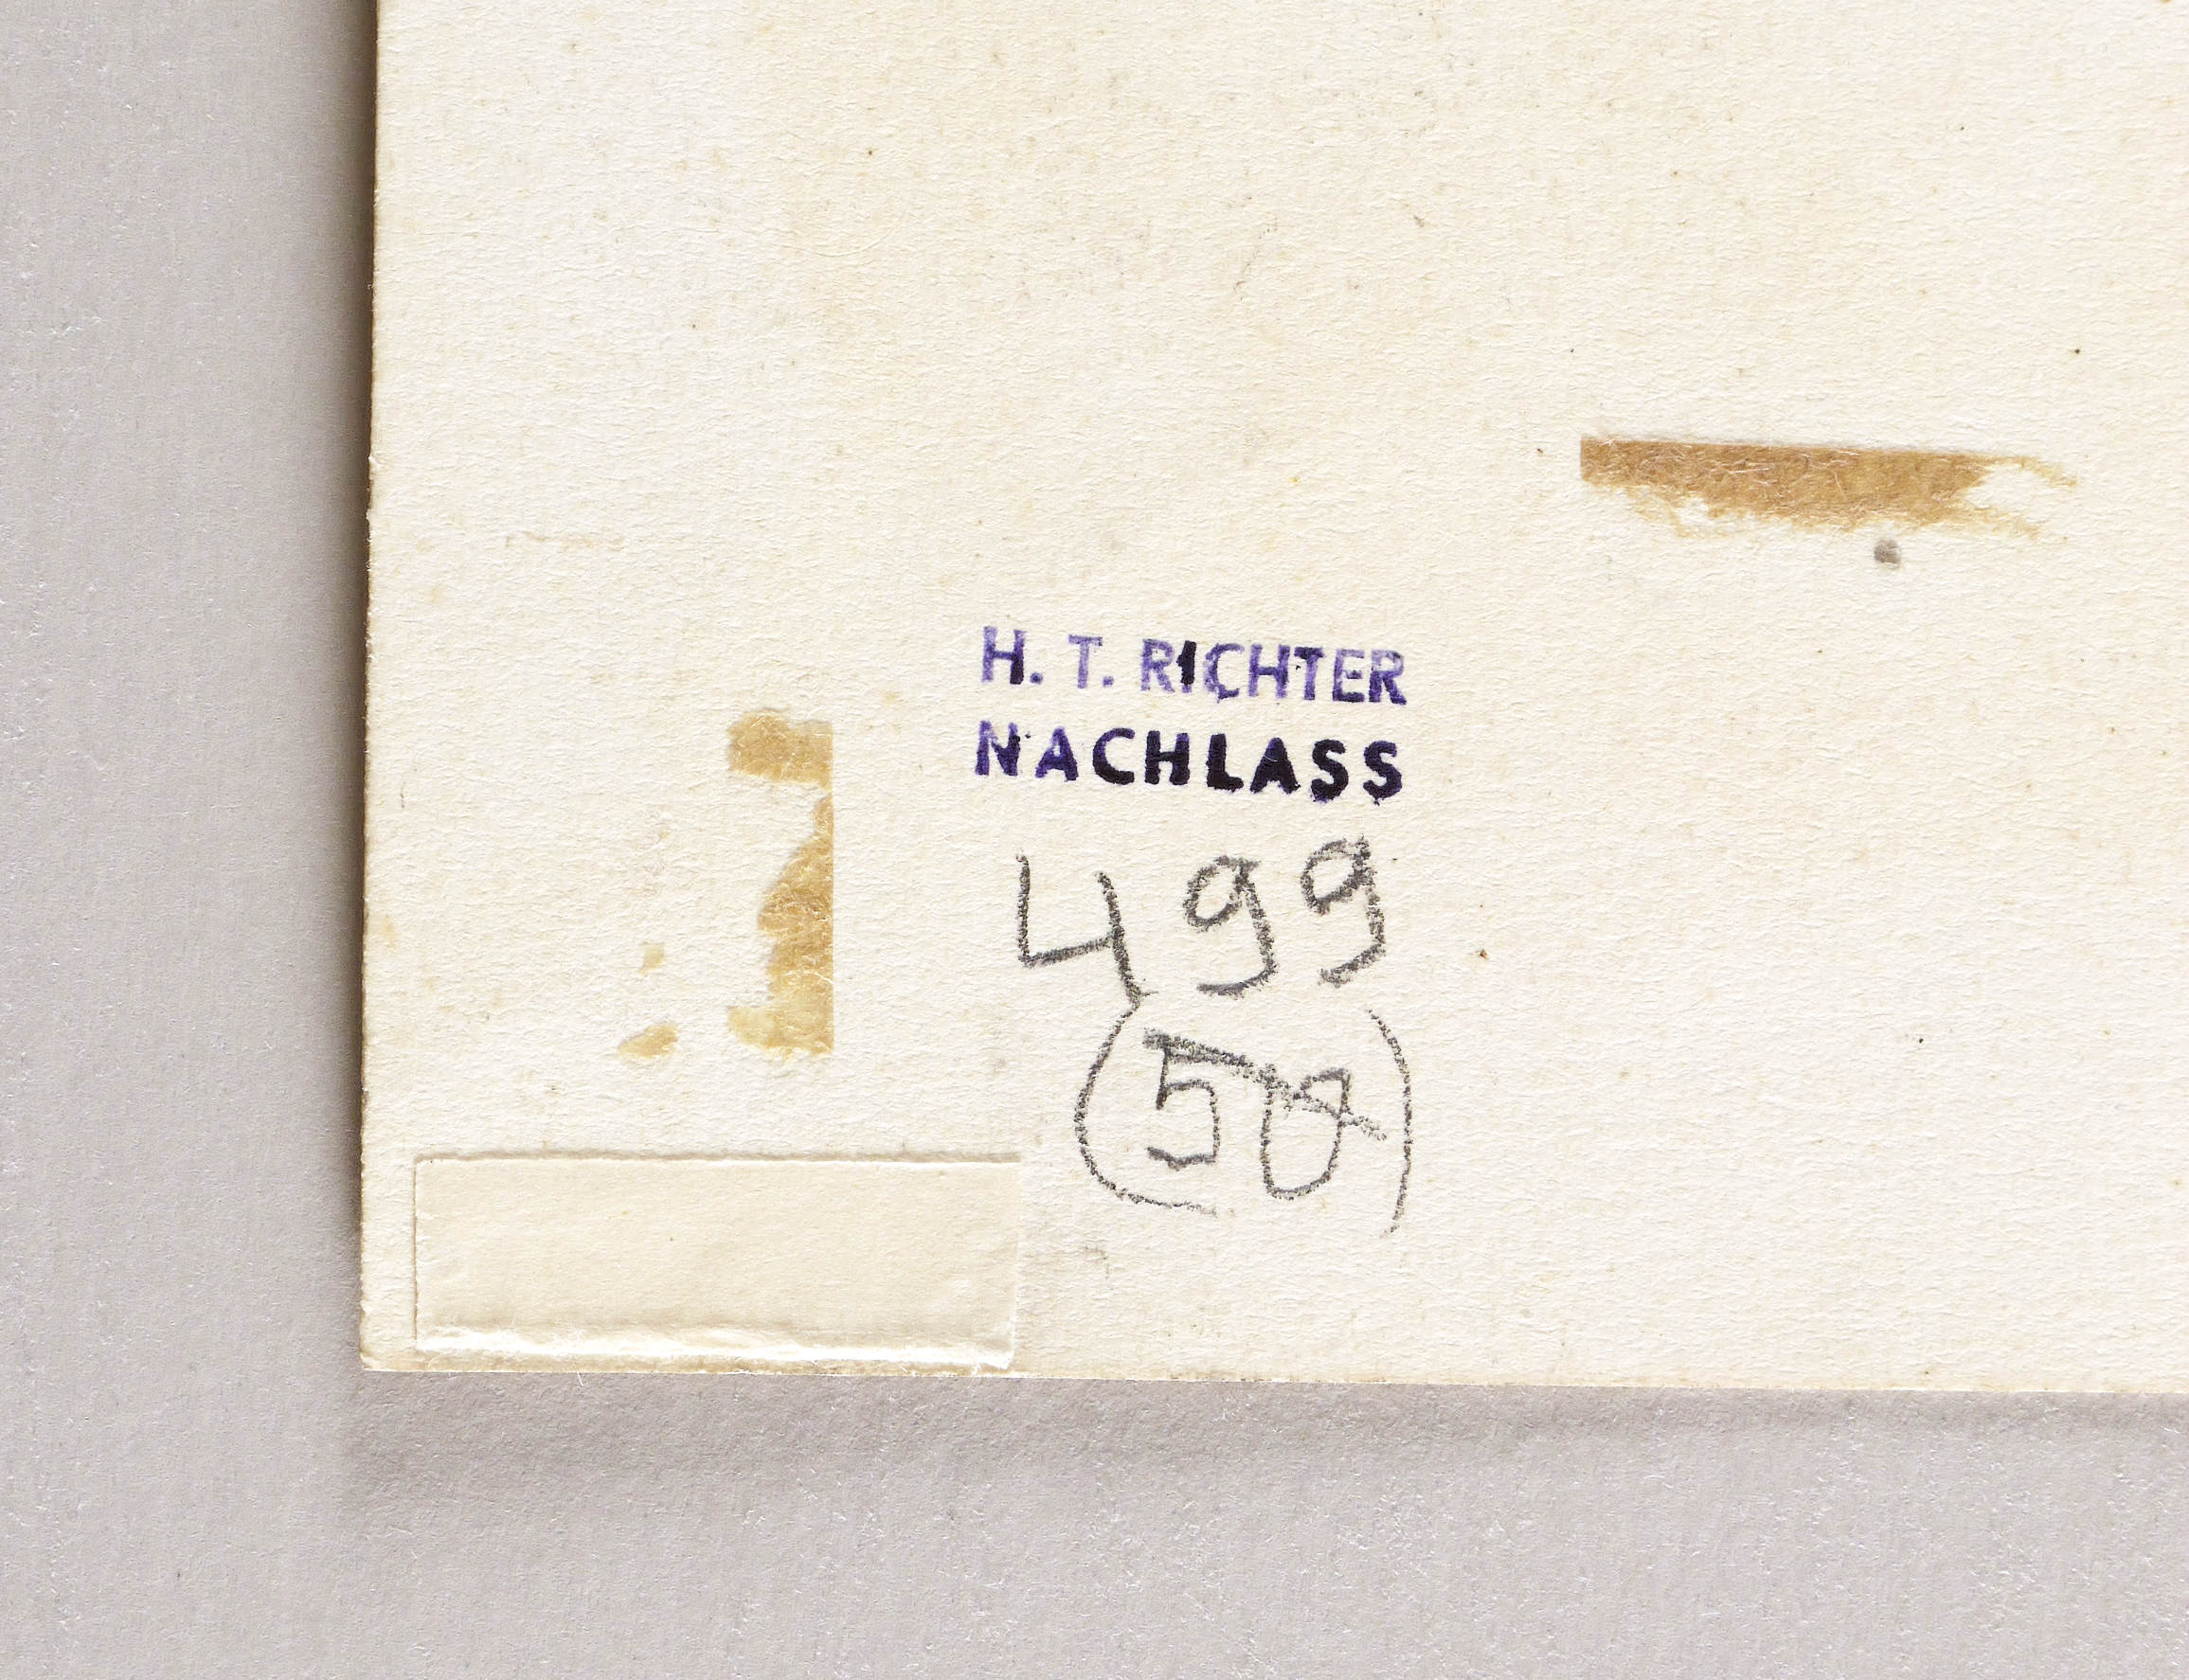 H. T. RICHTER
NACHLASS
499
(50)